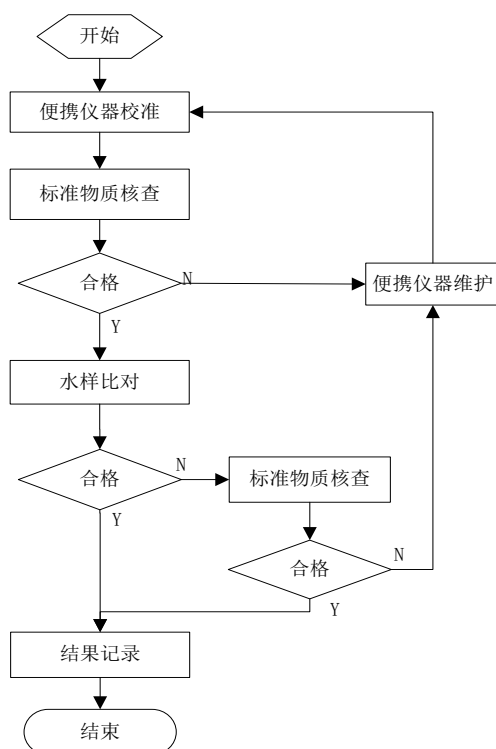 开始
便携仪器校准
标准物质核查
合格
N
便携仪器维护
Y
水样比对
合格
N
标准物质核查
Y
合格
N
Y
结果记录
结束